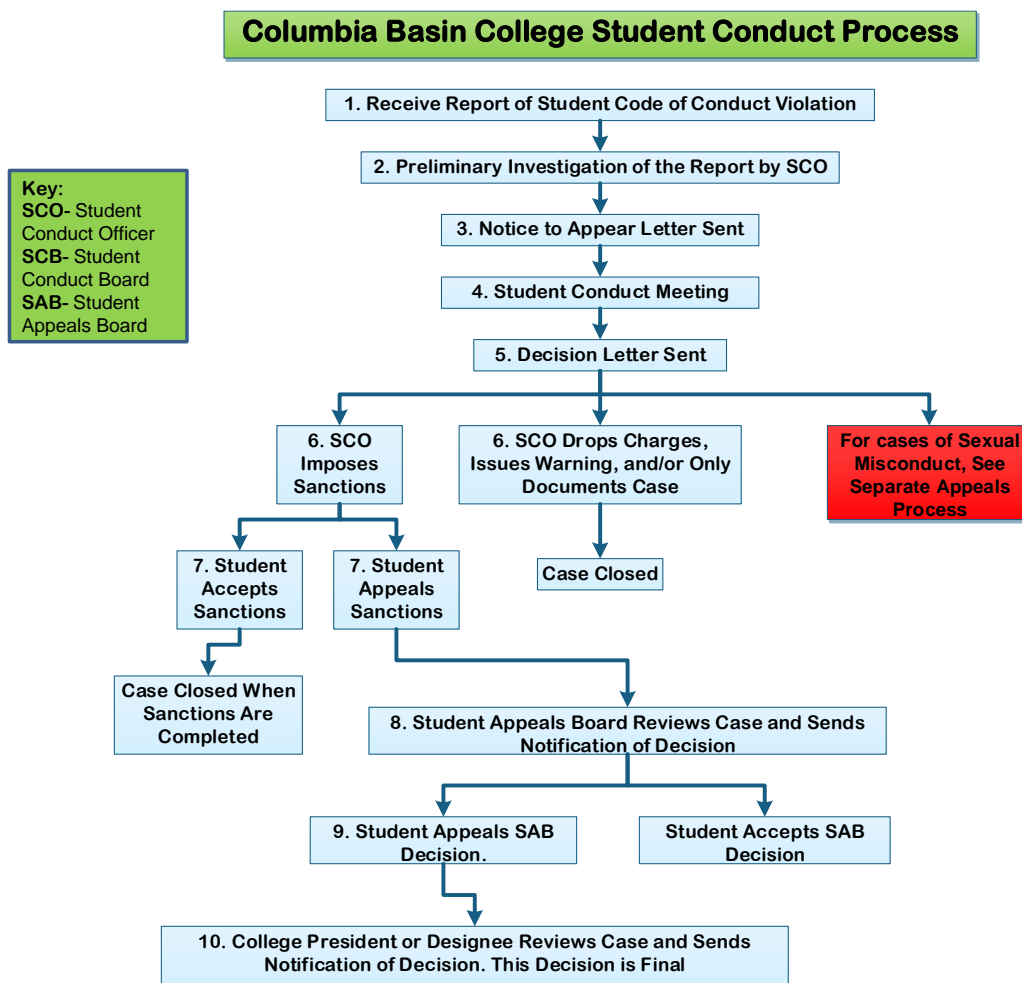 Columbia Basin College Student Conduct Process
1. Receive Report of Student Code of Conduct Violation
2. Preliminary Investigation of the Report by SCO
Key:
SCO- Student
Conduct Officer
SCB- Student
Conduct Board
SAB- Student
Appeals Board
3. Notice to Appear Letter Sent
4. Student Conduct Meeting
5. Decision Letter Sent
6. SCO
Imposes
Sanctions
6. SCO Drops Charges,
Issues Warning, and/or Only
Documents Case
For cases of Sexual
Misconduct, See
Separate Appeals
Process
7. Student
Accepts
Sanctions
7. Student
Appeals
Sanctions
Case Closed
Case Closed When
Sanctions Are
Completed
8. Student Appeals Board Reviews Case and Sends
Notification of Decision
9. Student Appeals SAB
Decision.
Student Accepts SAB
Decision
10. College President or Designee Reviews Case and Sends
Notification of Decision. This Decision is Final